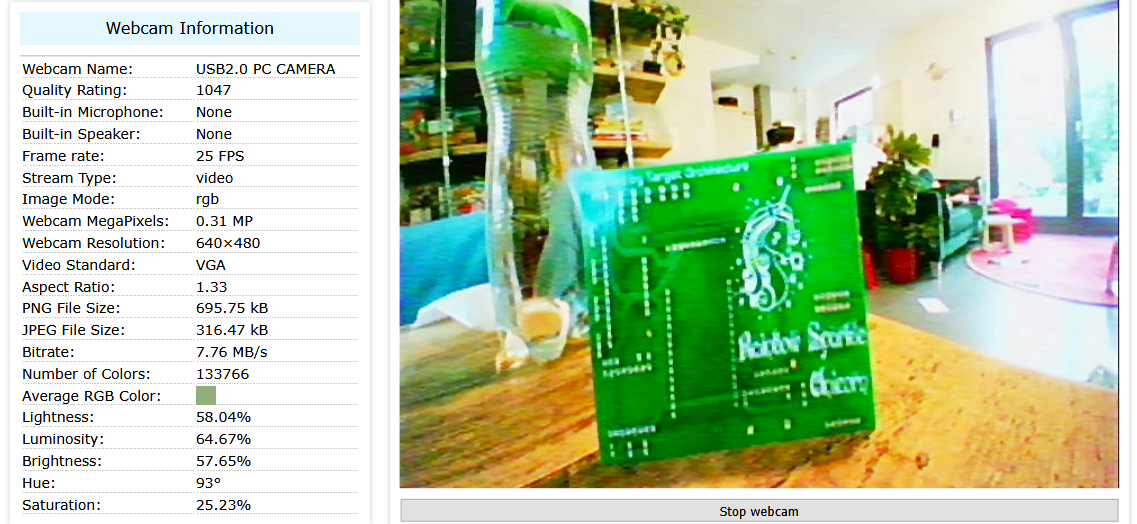 Webcam Information
Webcam Name: USB2.0 PC CAMERA
Quality Rating: 1047
Built-in Microphone: None
Built-in Speaker: None
Frame rate: 25 FPS
Stream Type: video
Image Mode: rgb
Webcam MegaPixels: 0.31 MP
Webcam Resolution: 640×480
Video Standard: VGA
Aspect Ratio: 1.33
PNG File Size: 695.75 kB
JPEG File Size: 316.47 kB
Bitrate: 7.76 MB/s
Number of Colors: 133766
Average RGB Color:
Lightness: 58.04%
Luminosity: 64.67%
Brightness: 57.65%
Hue: 93°
Saturation: 25.23%
Target
Sparkle
Stop webcam